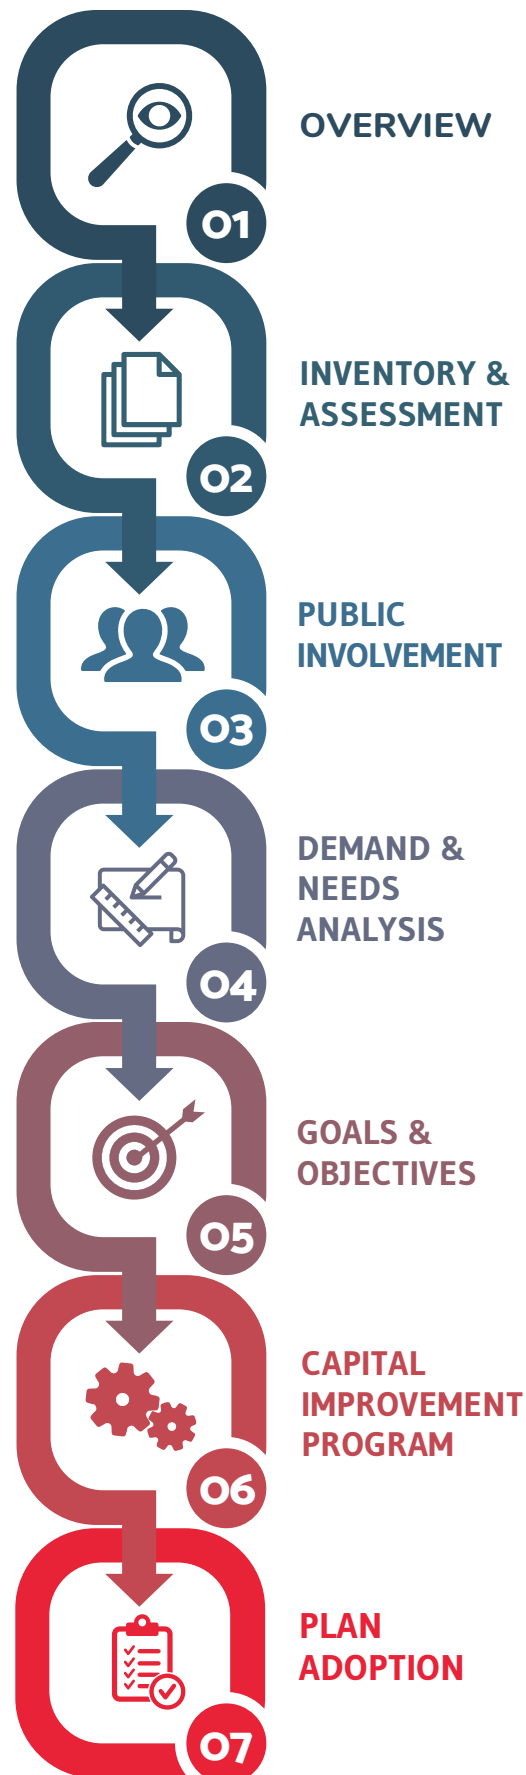 OVERVIEW
01
INVENTORY &
ASSESSMENT
02
PUBLIC
INVOLVEMENT
03
DEMAND &
NEEDS
ANALYSIS
04
GOALS &
OBJECTIVES
05
CAPITAL
IMPROVEMENT
PROGRAM
06
PLAN
ADOPTION
07